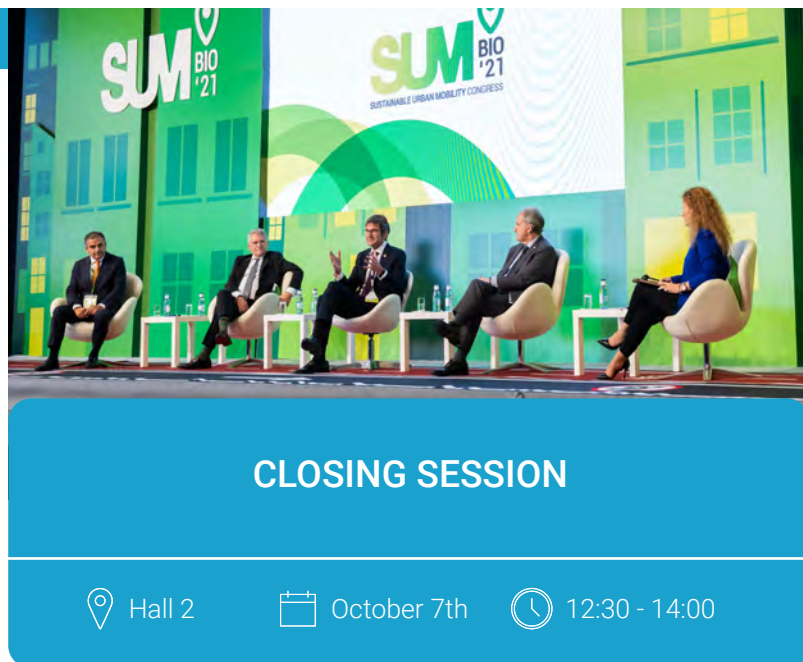 SUM
BIO
'21
SUM
BIO
'21
SUSTAINABLE URBAN MOBILITY CONGRESS
CLOSING SESSION
Hall 2
October 7th
12:30 - 14:00